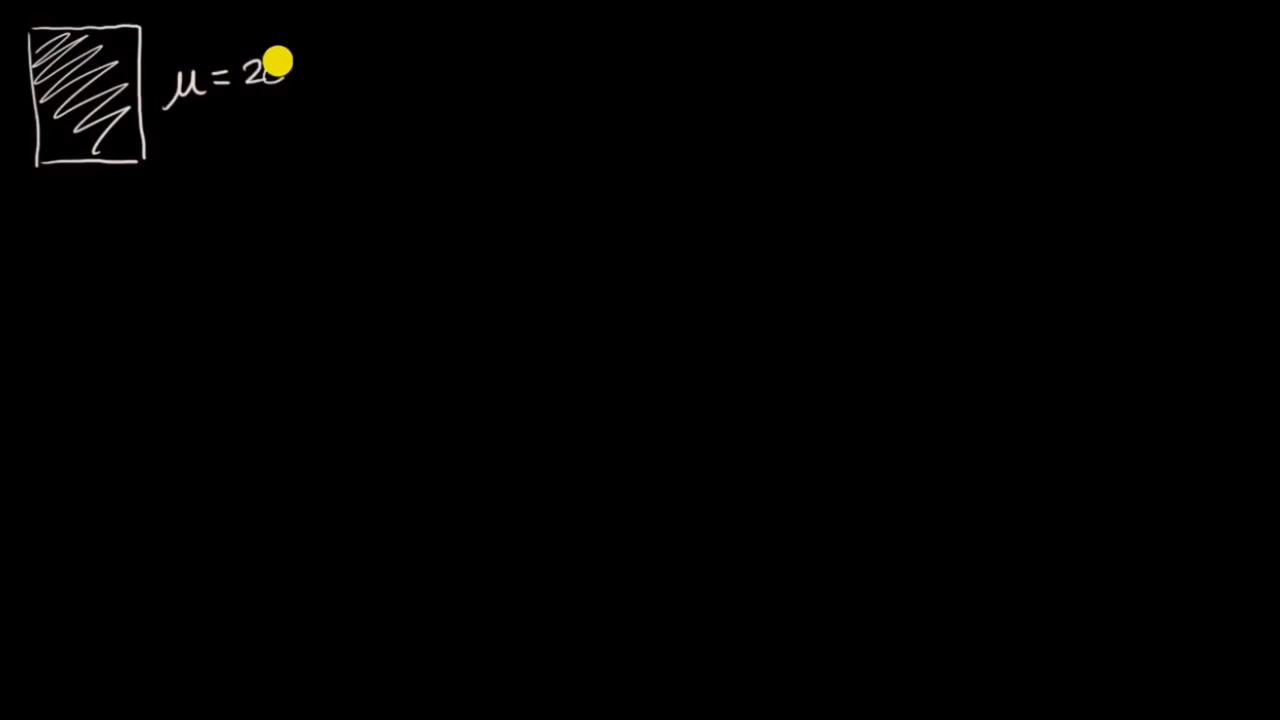 μ = 2